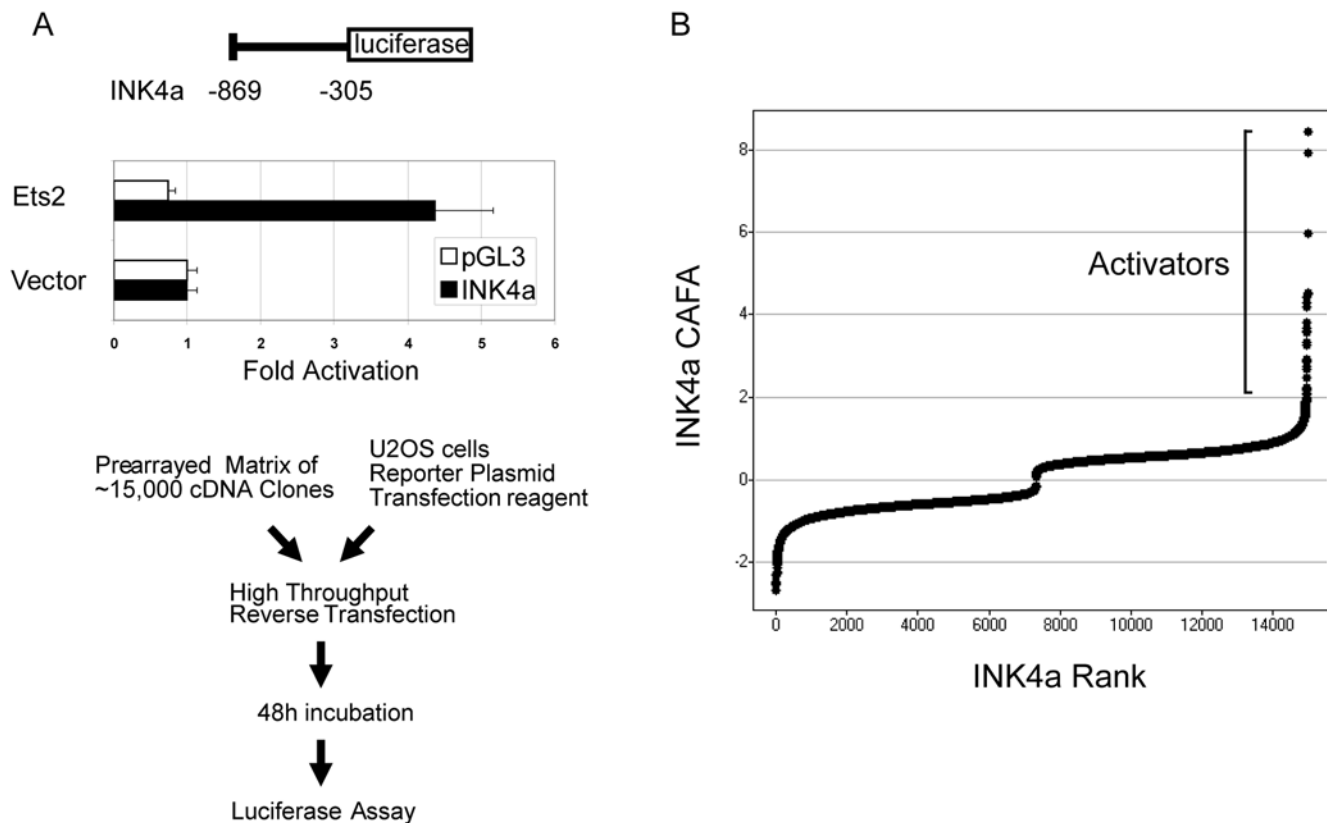 A
luciferase
INK4a -869 -305
Ets2
Vector
pGL3
INK4a
0 1 2 3 4 5 6
Fold Activation
Prearrayed Matrix of
~15,000 cDNA Clones
U2OS cells
Reporter Plasmid
Transfection reagent
High Throughput
Reverse Transfection
48h incubation
Luciferase Assay
B
INK4a CAFA
8
6
4
2
0
-2
Activators
0 2000 4000 6000 8000 10000 12000 14000
INK4a Rank